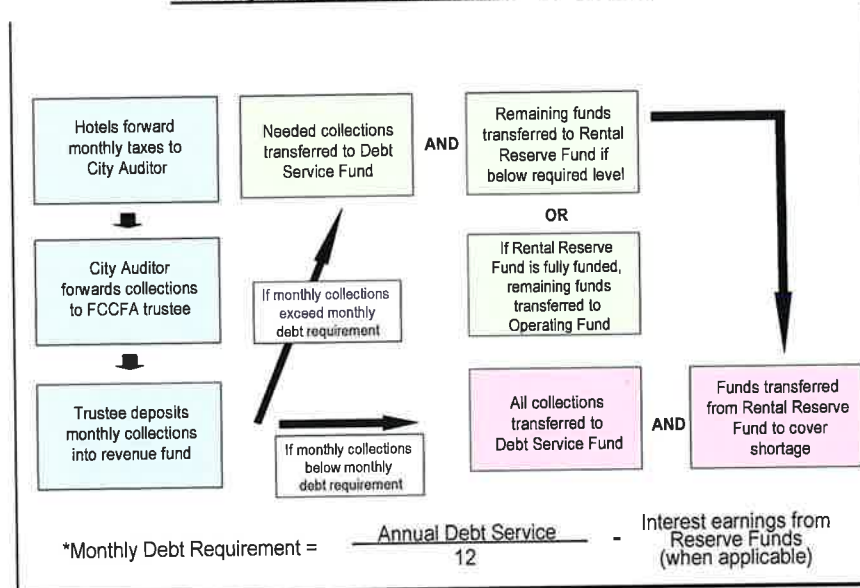 Hotels forward
monthly taxes to
City Auditor
City Auditor
forwards collections
to FCCFA trustee
Trustee deposits
monthly collections
into revenue fund
Needed collections
transferred to Debt
Service Fund
AND
Remaining funds
transferred to Rental
Reserve Fund if
below required level
OR
If Rental Reserve
Fund is fully funded,
remaining funds
transferred to
Operating Fund
If monthly collections
exceed monthly
debt requirement
If monthly collections
below monthly
debt requirement
All collections
transferred to
Debt Service Fund
AND
Funds transferred
from Rental Reserve
Fund to cover
shortage
*Monthly Debt Requirement = Annual Debt Service
12
- Interest earnings from
Reserve Funds
(when applicable)